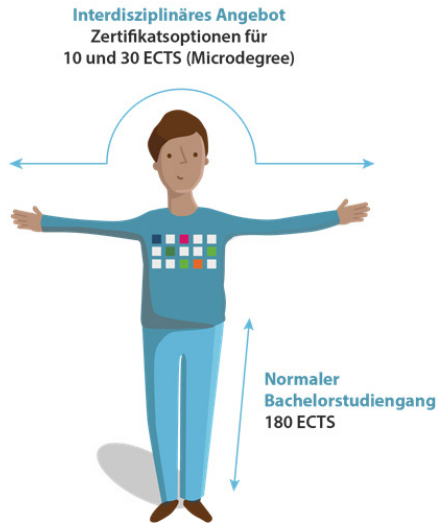 Interdisziplinäres Angebot
Zertifikatsoptionen für
10 und 30 ECTS (Microdegree)
Normaler
Bachelorstudiengang
180 ECTS